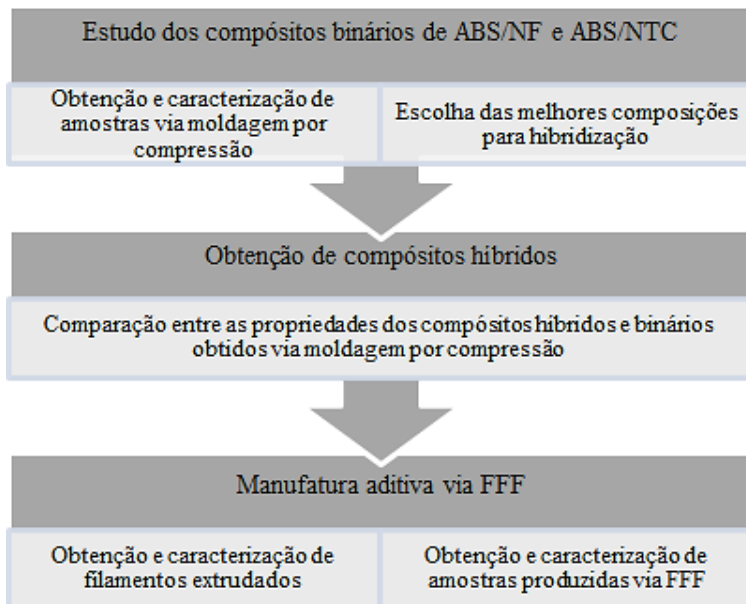 Estudo dos compósitos binários de ABS/NF e ABS/NTC
Obtenção e caracterização de
amostras via moldagem por
compressão
Escolha das melhores composições
para hibridização
Obtenção de compósitos híbridos
Comparação entre as propriedades dos compósitos híbridos e binários
obtidos via moldagem por compressão
Manufatura aditiva via FFF
Obtenção e caracterização de
filamentos extrudados
Obtenção e caracterização de
amostras produzidas via FFF